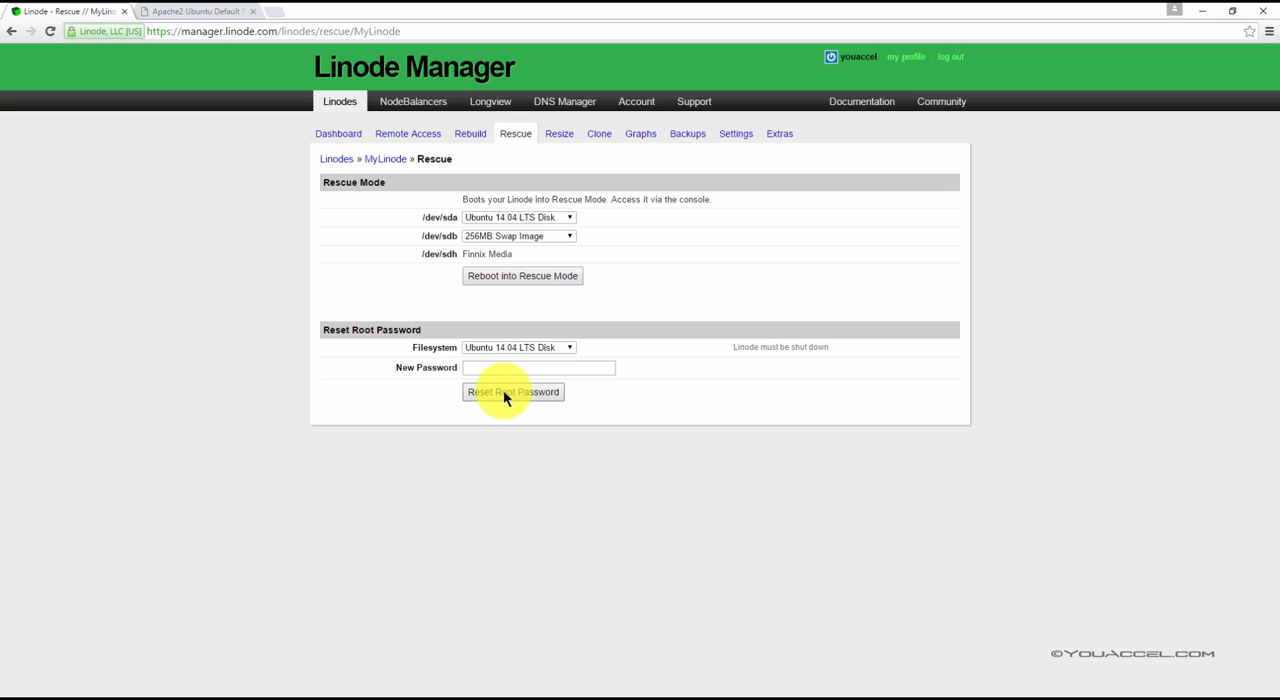 Linode - Rescue // MyLin
Apache2 Ubuntu Default
Linode, LLC [US]
https://manager.linode.com/linodes/rescue/MyLinode
Linode Manager
youaccel my profile log out
Linodes NodeBalancers Longview DNS Manager Account Support Documentation Community
Dashboard Remote Access Rebuild Rescue Resize Clone Graphs Backups Settings Extras
Linodes » MyLinode » Rescue
Rescue Mode
Boots your Linode into Rescue Mode. Access it via the console.
/dev/sda Ubuntu 14.04 LTS Disk
/dev/sdb 256MB Swap Image
/dev/sdh Finnix Media
Reboot into Rescue Mode
Reset Root Password
Filesystem Ubuntu 14.04 LTS Disk Linode must be shut down
New Password
Reset Root Password
©YouAccel.com